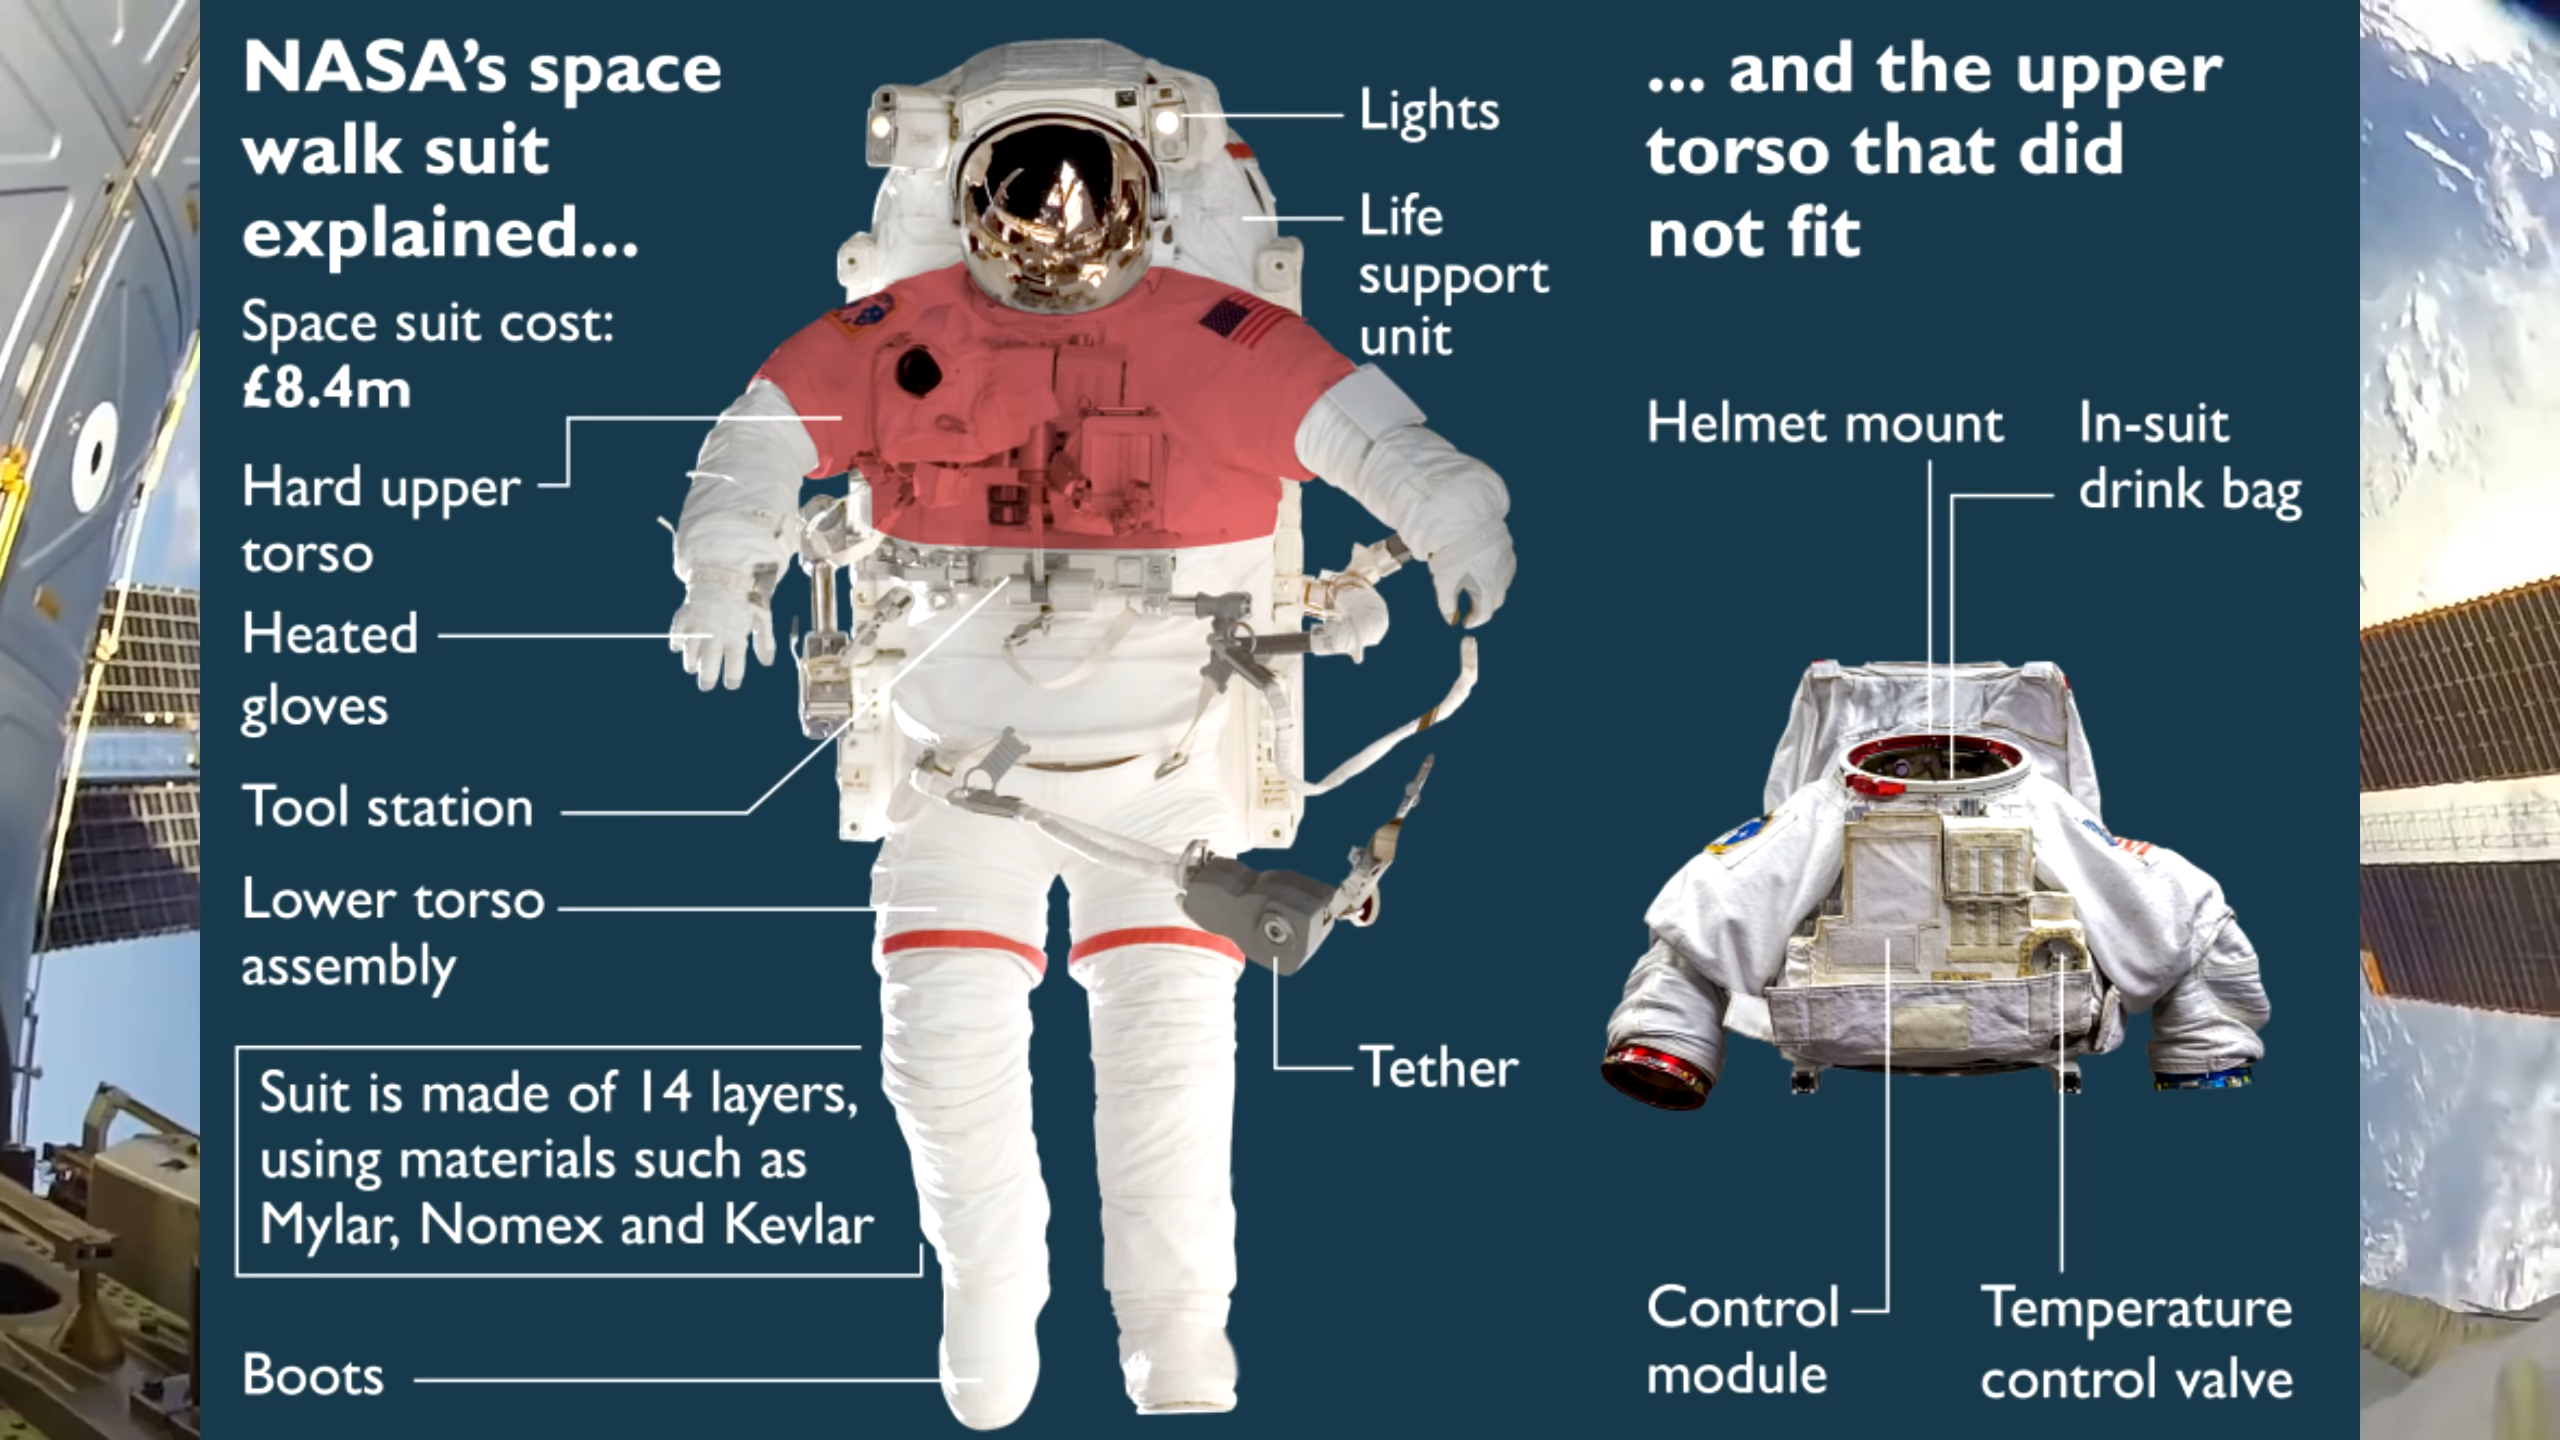 NASA’s space
walk suit
explained...
Space suit cost:
£8.4m
Hard upper
torso
Heated
gloves
Tool station
Lower torso
assembly
Suit is made of 14 layers,
using materials such as
Mylar, Nomex and Kevlar
Boots
Lights
Life
support
unit
Tether
... and the upper
torso that did
not fit
Helmet mount
In-suit
drink bag
Control
module
Temperature
control valve